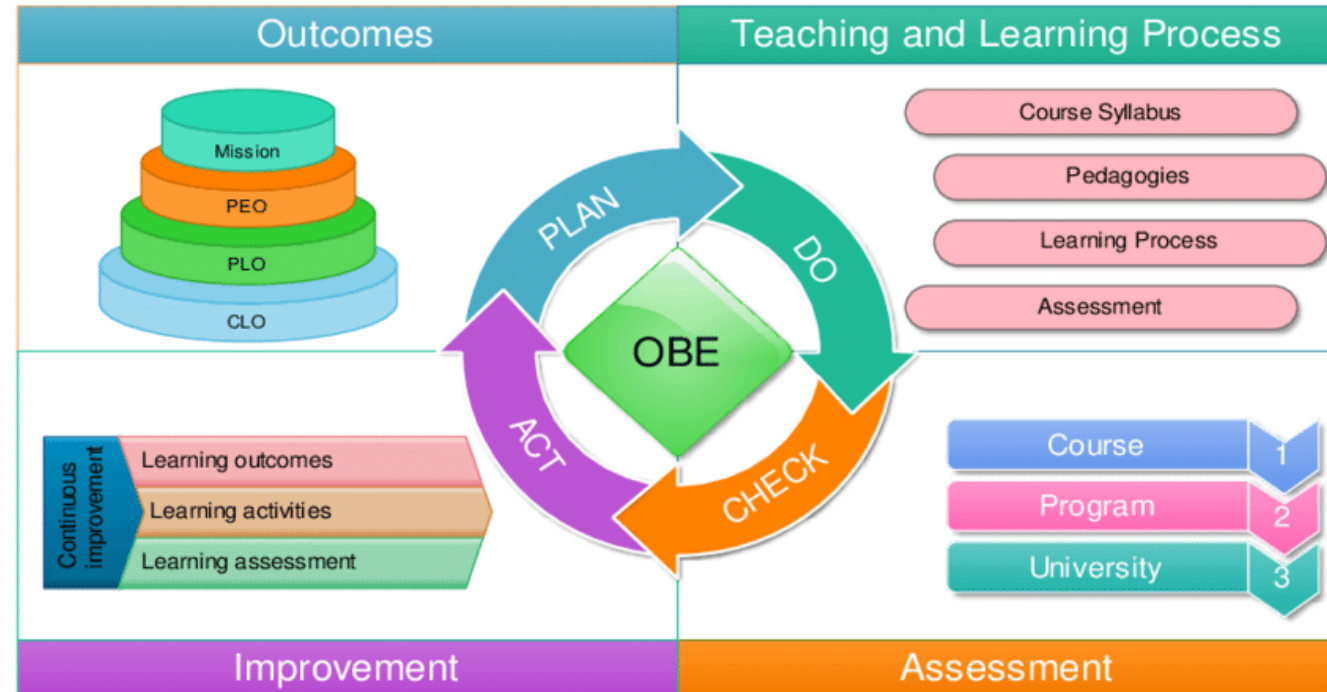 Outcomes
Teaching and Learning Process
Mission
PEO
PLO
CLO
Course Syllabus
Pedagogies
Learning Process
Assessment
PLAN
DO
CHECK
ACT
OBE
Continuous
improvement
Learning outcomes
Learning activities
Learning assessment
Course 1
Program 2
University 3
Improvement
Assessment